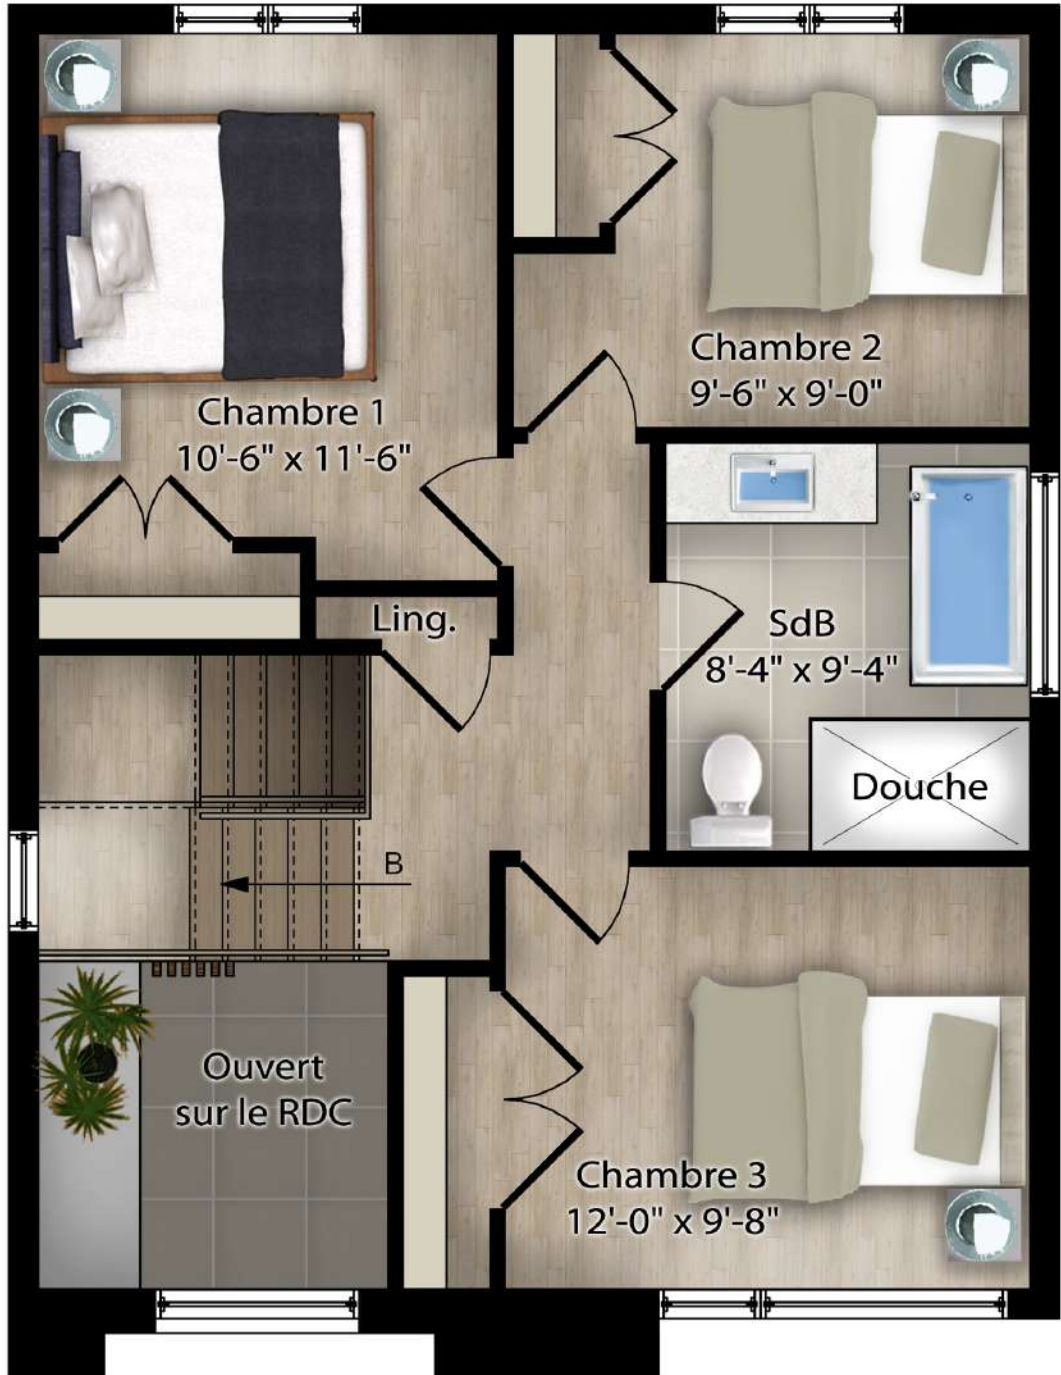 Chambre 2
9'-6" x 9'-0"
Chambre 1
10'-6" x 11'-6"
Ling.
SdB
8'-4" x 9'-4"
Douche
B
Ouvert
sur le RDC
Chambre 3
12'-0" x 9'-8"